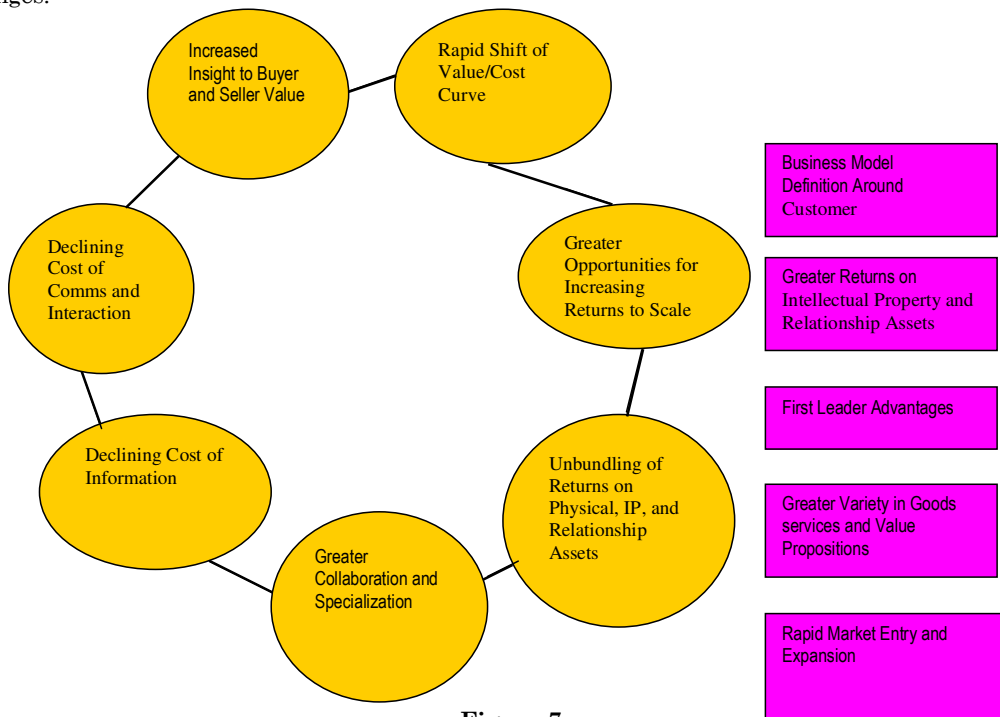 Increased
Insight to Buyer
and Seller Value
Rapid Shift of
Value/Cost
Curve
Declining
Cost of
Comms and
Interaction
Greater
Opportunities for
Increasing
Returns to Scale
Declining Cost of
Information
Unbundling of
Returns on
Physical, IP, and
Relationship
Assets
Greater
Collaboration and
Specialization
Business Model
Definition Around
Customer
Greater Returns on
Intellectual Property and
Relationship Assets
First Leader Advantages
Greater Variety in Goods
services and Value
Propositions
Rapid Market Entry and
Expansion